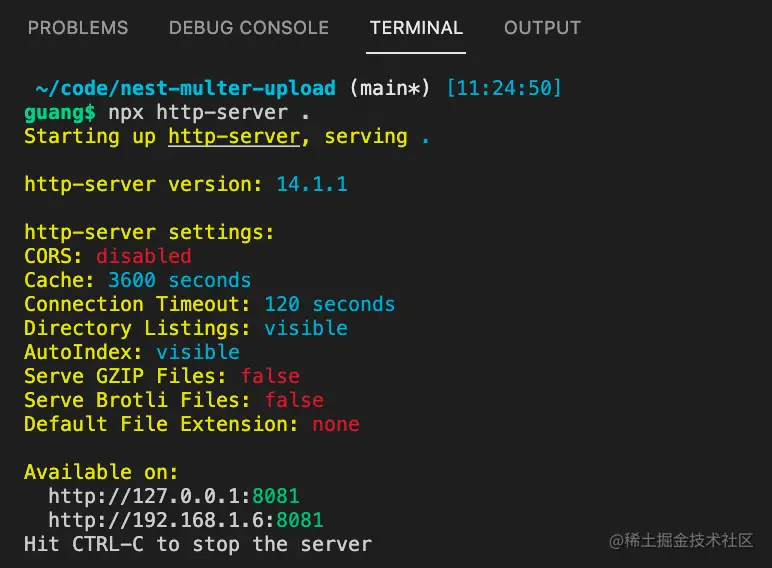 PROBLEMS DEBUG CONSOLE TERMINAL OUTPUT
~/code/nest-multer-upload (main*) [11:24:50]
guang$ npx http-server .
Starting up http-server, serving .
http-server version: 14.1.1
http-server settings:
CORS: disabled
Cache: 3600 seconds
Connection Timeout: 120 seconds
Directory Listings: visible
AutoIndex: visible
Serve GZIP Files: false
Serve Brotli Files: false
Default File Extension: none
Available on:
http://127.0.0.1:8081
http://192.168.1.6:8081
Hit CTRL-C to stop the server
@稀土掘金技术社区